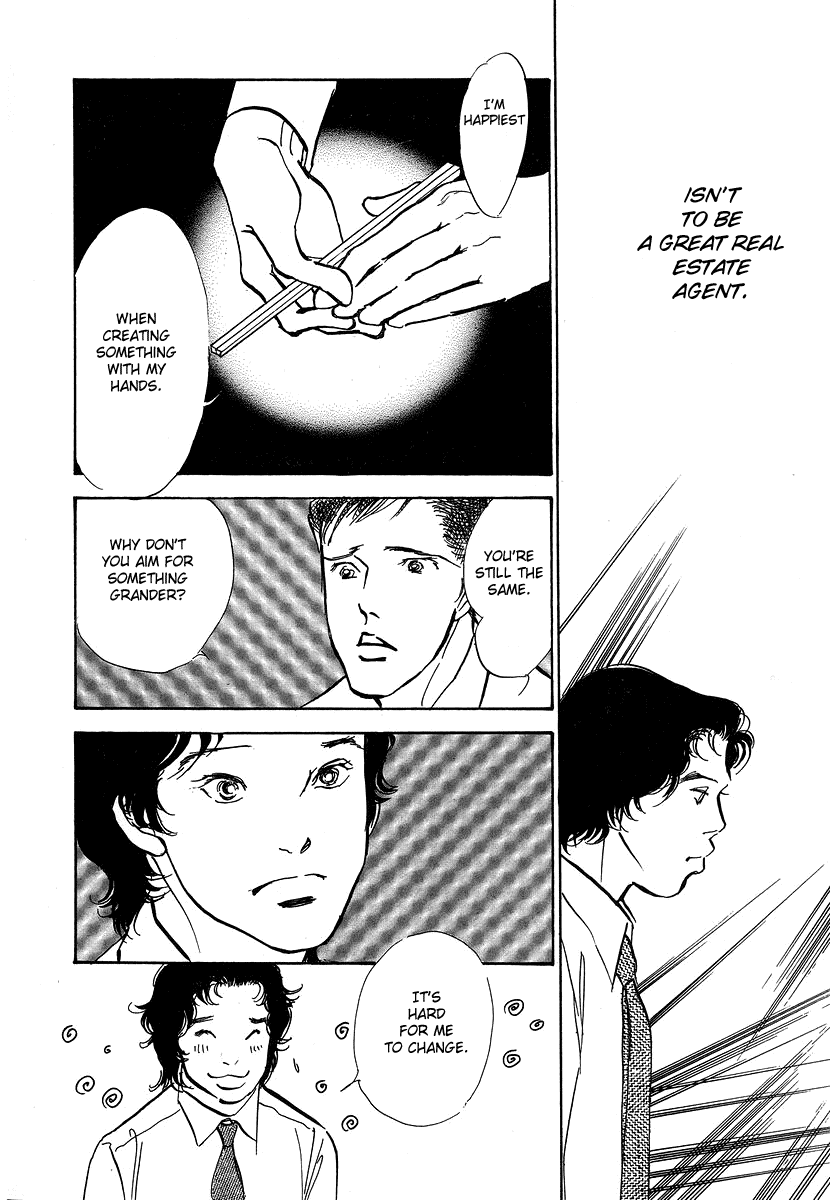 ISN'T
TO BE
A GREAT REAL
ESTATE
AGENT.
I'M
HAPPIEST
WHEN
CREATING
SOMETHING
WITH MY
HANDS.
YOU'RE
STILL THE
SAME.
WHY DON'T
YOU AIM FOR
SOMETHING
GRANDER?
IT'S
HARD
FOR ME
TO CHANGE.